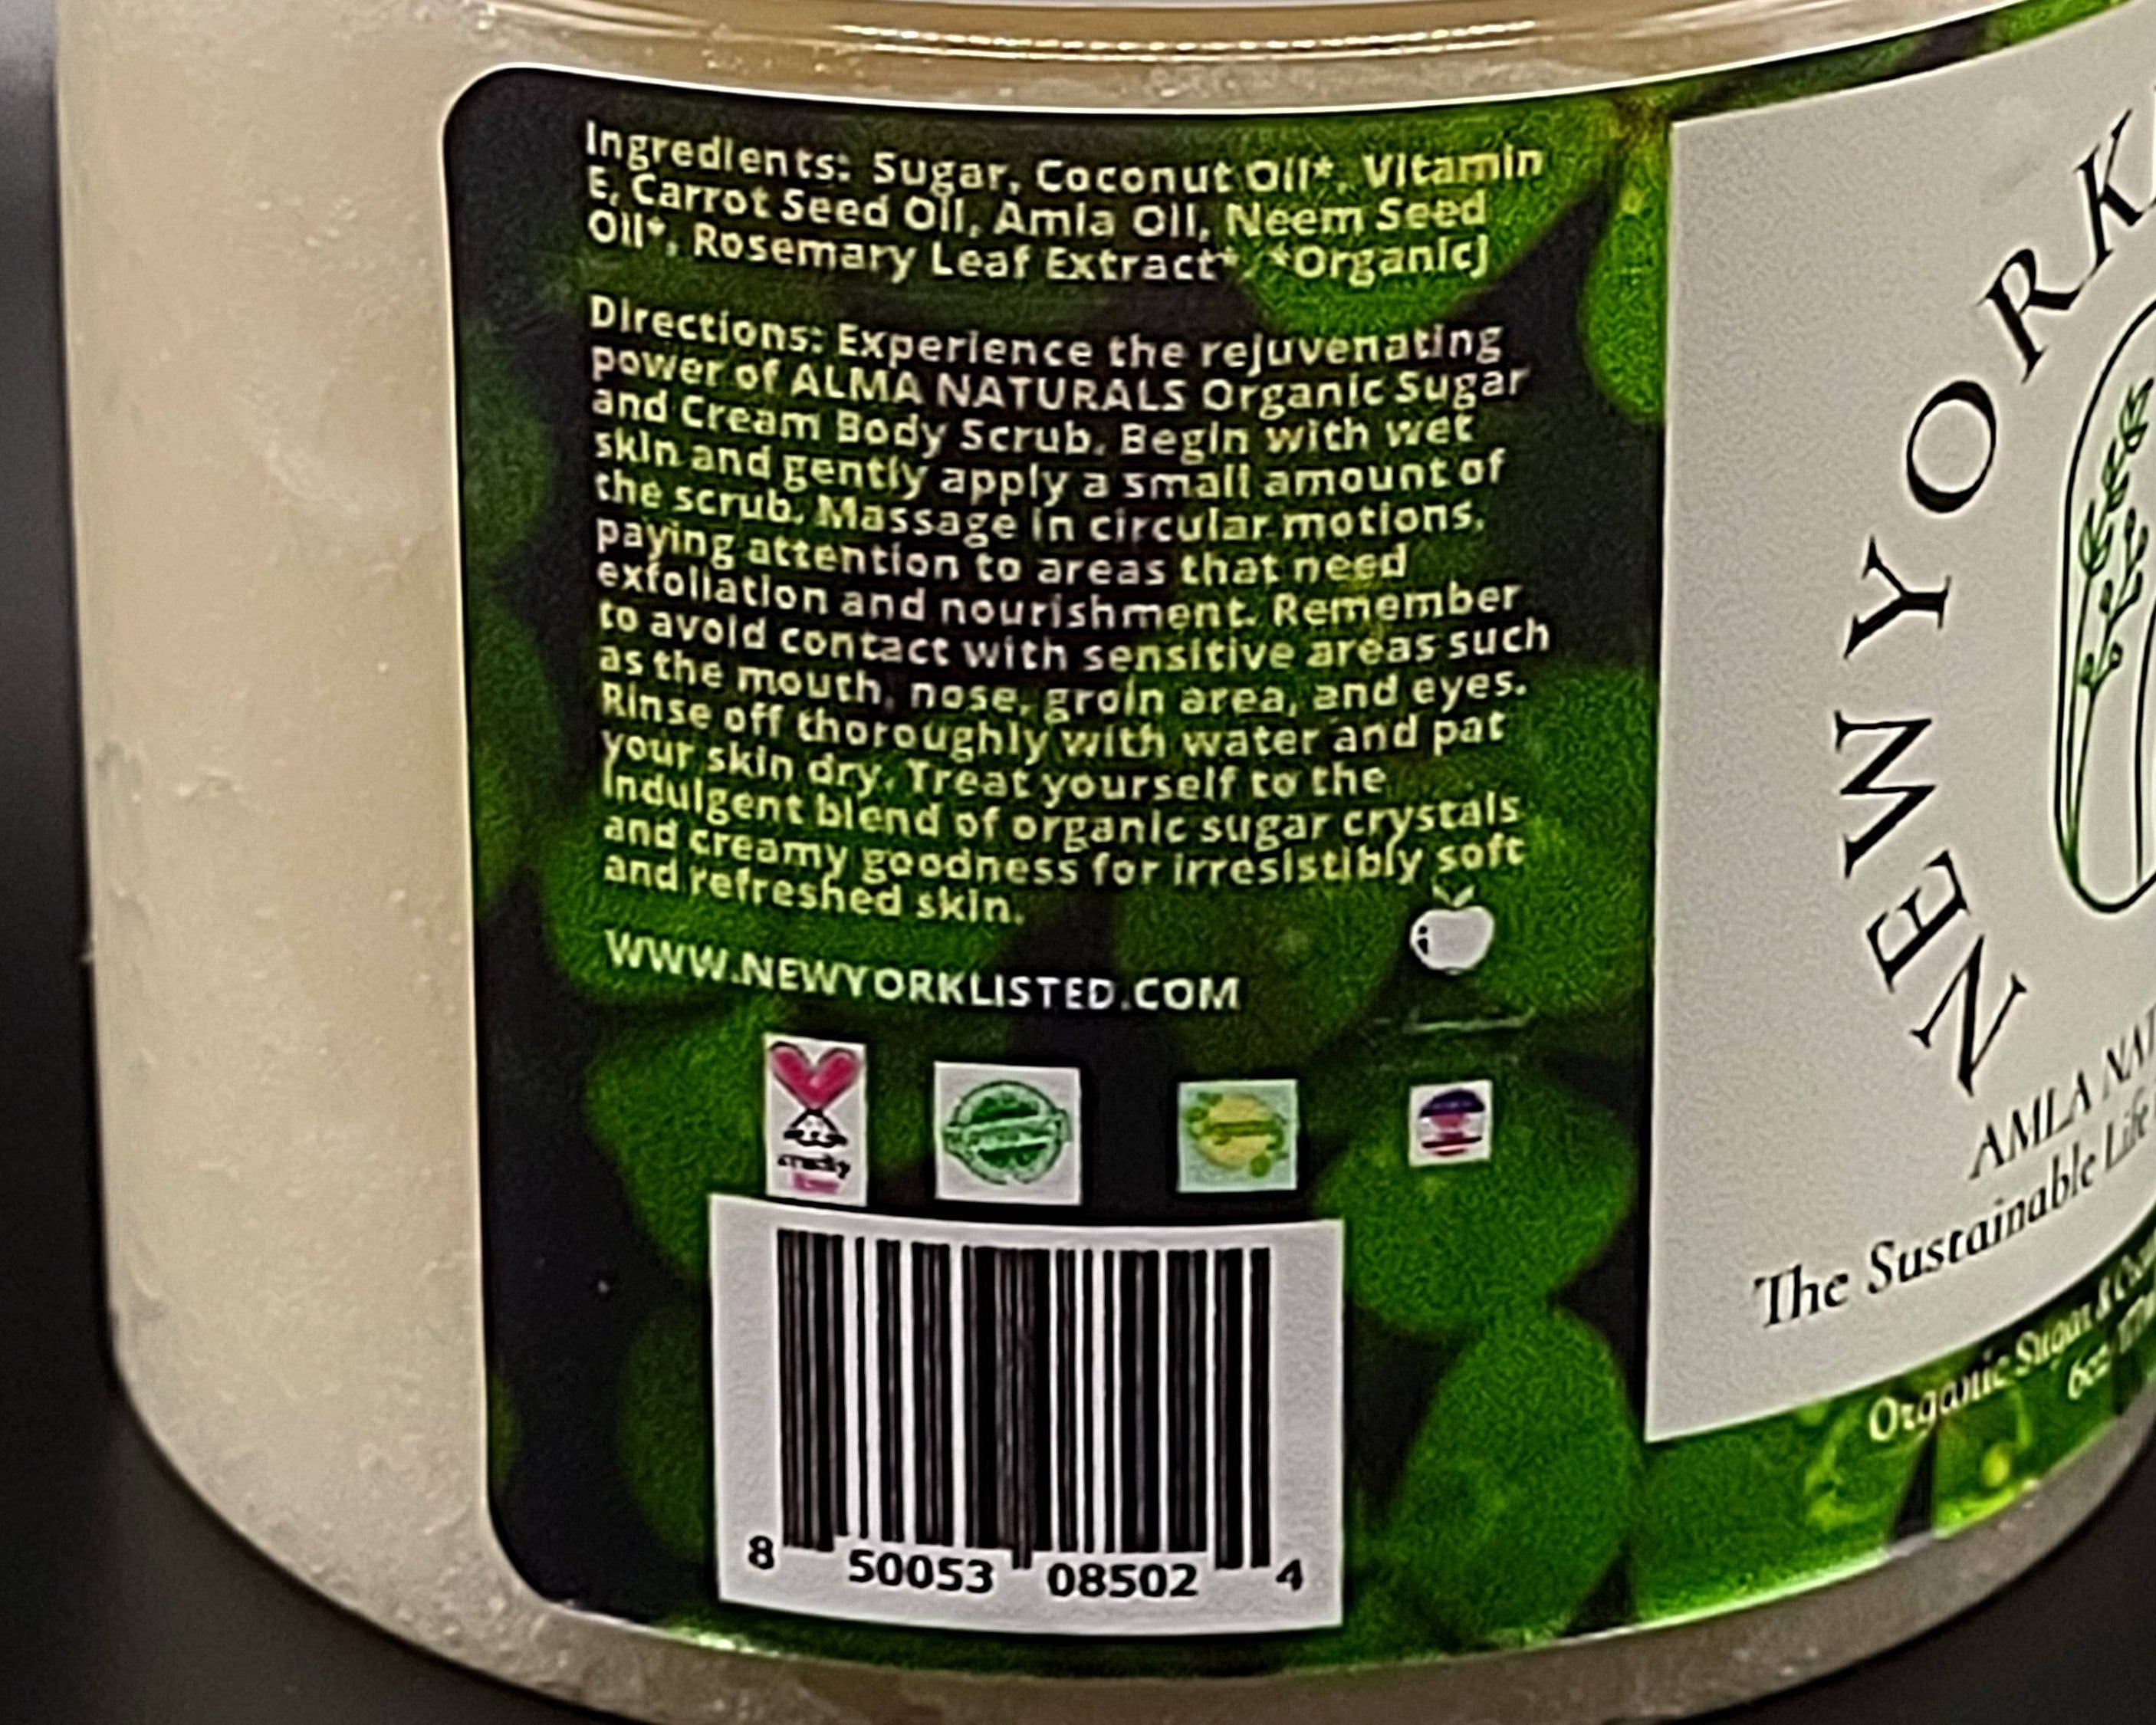 Ingredients: Sugar, Coconut Oil*, Vitamin
E, Carrot Seed Oil, Amla Oil, Neem Seed
Oil*, Rosemary Leaf Extract* *Organic]
Directions: Experience the rejuvenating
power of ALMA NATURALS Organic Sugar
and Cream Body Scrub. Begin with wet
skin and gently apply a small amount of
the scrub. Massage in circular motions,
paying attention to areas that need
exfoliation and nourishment. Remember
to avoid contact with sensitive areas such
as the mouth, nose, groin area, and eyes.
Rinse off thoroughly with water and pat
your skin dry. Treat yourself to the
indulgent blend of organic sugar crystals
and creamy goodness for irresistibly soft
and refreshed skin.
WWW.NEWYORKLISTED.COM
cruelty
free
8 50053 08502 4
NEW YORK
AMLA NAT
The Sustainable Life
Organic Sugar &
6oz